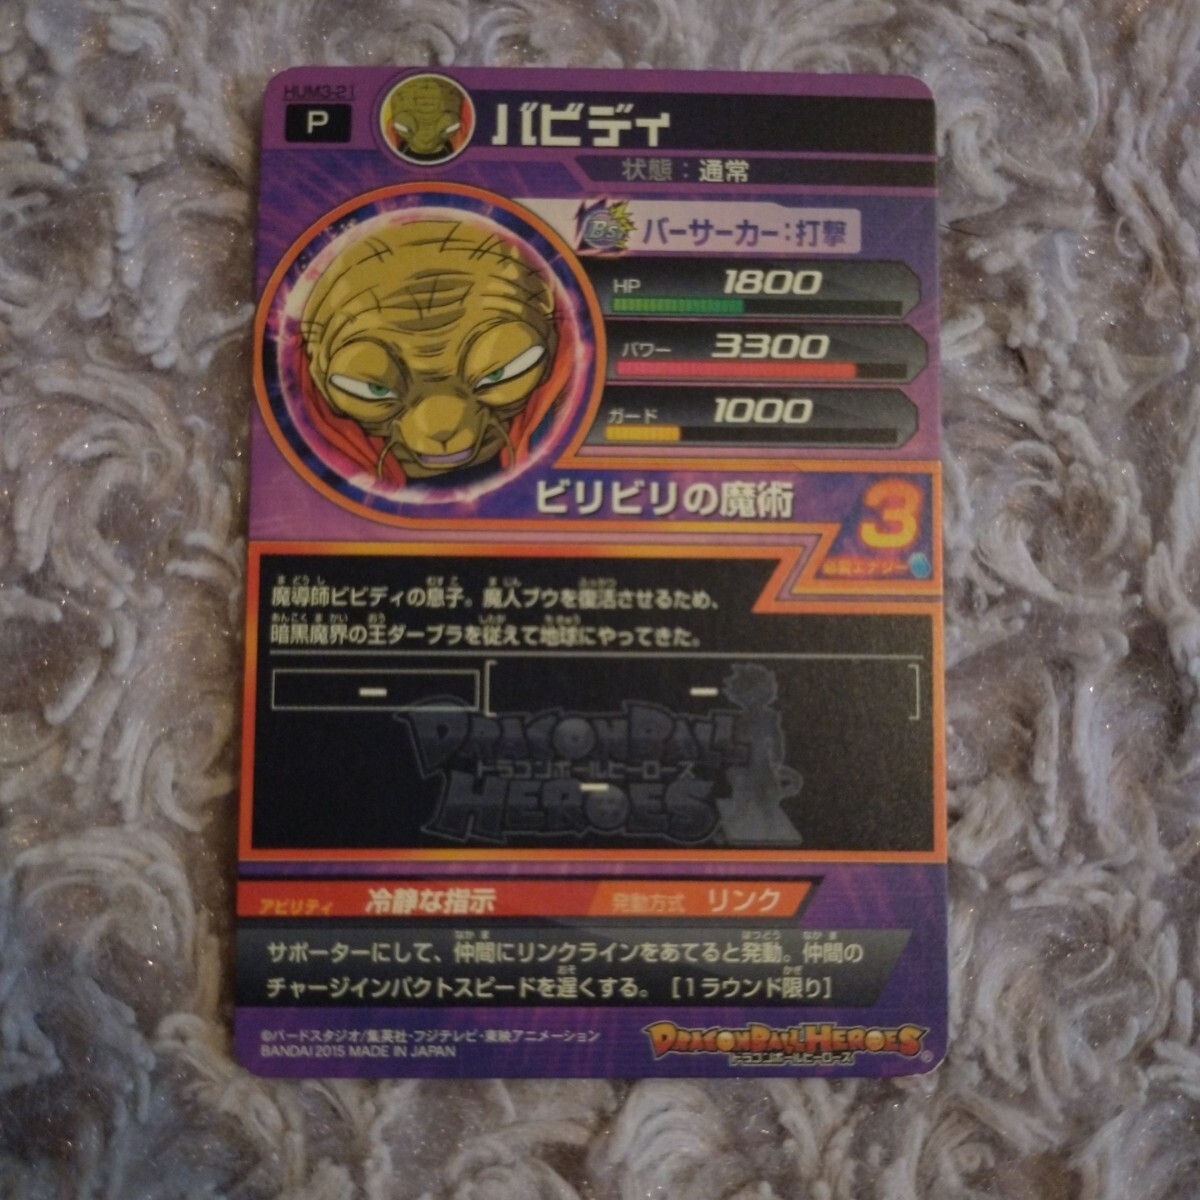 HUM3-21
P
バビディ
状態：通常
Bsr
バーサーカー：打撃
HP 1800
パワー 3300
ガード 1000
ビリビリの魔術
3
必要エナジー
魔導師ビビディの息子。魔人ブウを復活させるため、
暗黒魔界の王ダーブラを従えて地球にやってきた。
ー ー
DRAGONBALL
ドラゴンボールヒーローズ
HEROES
ー
アビリティ 冷静な指示 発動方式 リンク
サポーターにして、仲間にリンクラインをあてると発動。仲間の
チャージインパクトスピードを遅くする。［1ラウンド限り］
©バードスタジオ/集英社・フジテレビ・東映アニメーション
BANDAI 2015 MADE IN JAPAN
DRAGONBALL HEROES
ドラゴンボールヒーローズ
®